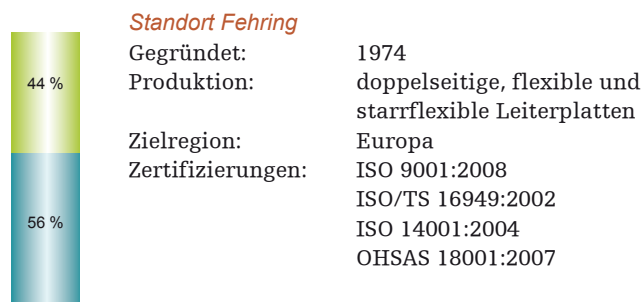 Standort Fehring
Gegründet: 1974
44 % Produktion: doppelseitige, flexible und
starrflexible Leiterplatten
Zielregion: Europa
Zertifizierungen: ISO 9001:2008
ISO/TS 16949:2002
56 % ISO 14001:2004
OHSAS 18001:2007